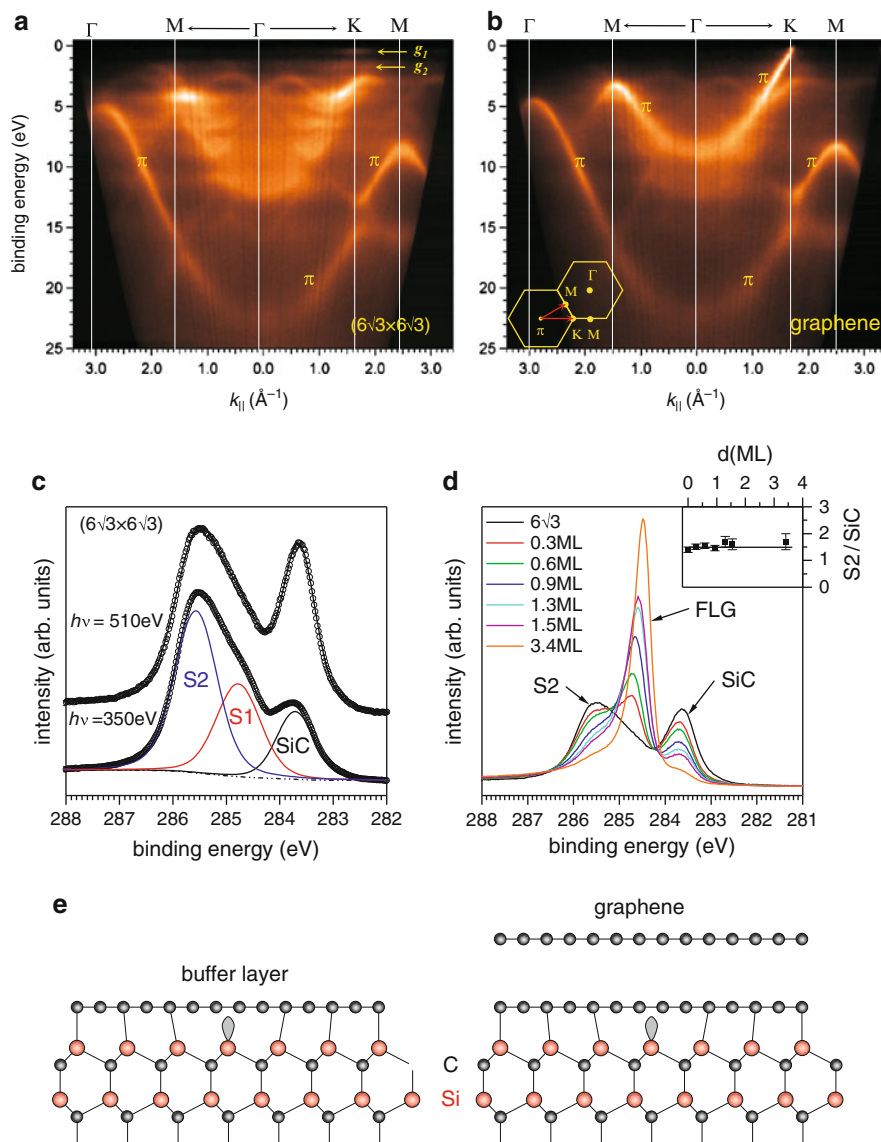 a
Γ M Γ K M
g1
g2
π
π
π
(6√3×6√3)
0
5
10
15
20
25
binding energy (eV)
3.0 2.0 1.0 0.0 1.0 2.0 3.0
k|| (Å⁻¹)
b
Γ M Γ K M
π
π
π
π
π
Γ
M
π K M
graphene
0
5
10
15
20
25
3.0 2.0 1.0 0.0 1.0 2.0 3.0
k|| (Å⁻¹)
c
(6√3×6√3)
hν = 510eV
S2
S1
hν = 350eV
SiC
intensity (arb. units)
288 287 286 285 284 283 282
binding energy (eV)
d
d(ML)
0 1 2 3 4
3
2
1
0
S2/SiC
6√3
0.3ML
0.6ML
0.9ML
1.3ML
1.5ML
3.4ML
FLG
S2
SiC
intensity (arb. units)
288 287 286 285 284 283 282 281
binding energy (eV)
e
graphene
buffer layer
C
Si